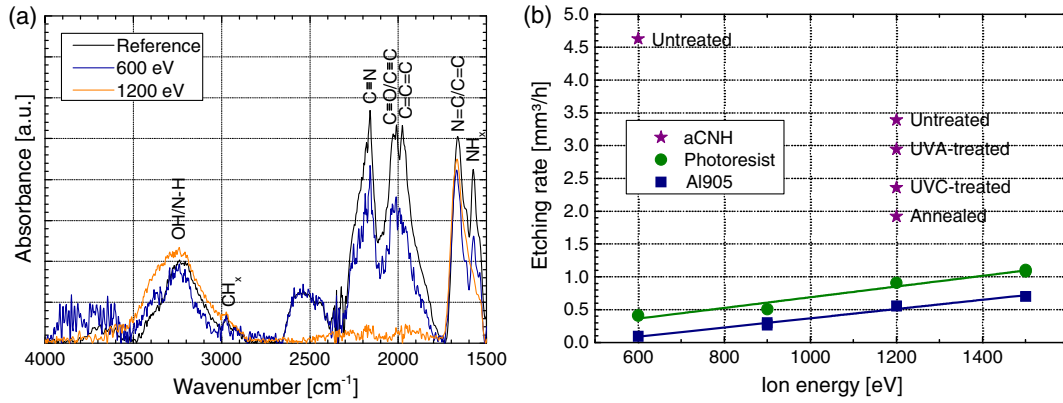 (a)
Reference
600 eV
1200 eV
OH/N-H
CHₓ
C≡N
C≡O/C≡C
C=C=C
N=C/C=C
NHₓ
Absorbance [a.u.]
4000 3500 3000 2500 2000 1500
Wavenumber [cm⁻¹]
(b)
5.0
4.5
4.0
3.5
3.0
2.5
2.0
1.5
1.0
0.5
0.0
Etching rate [mm³/h]
Untreated
Untreated
UVA-treated
UVC-treated
Annealed
aCNH
Photoresist
Al905
600 800 1000 1200 1400
Ion energy [eV]